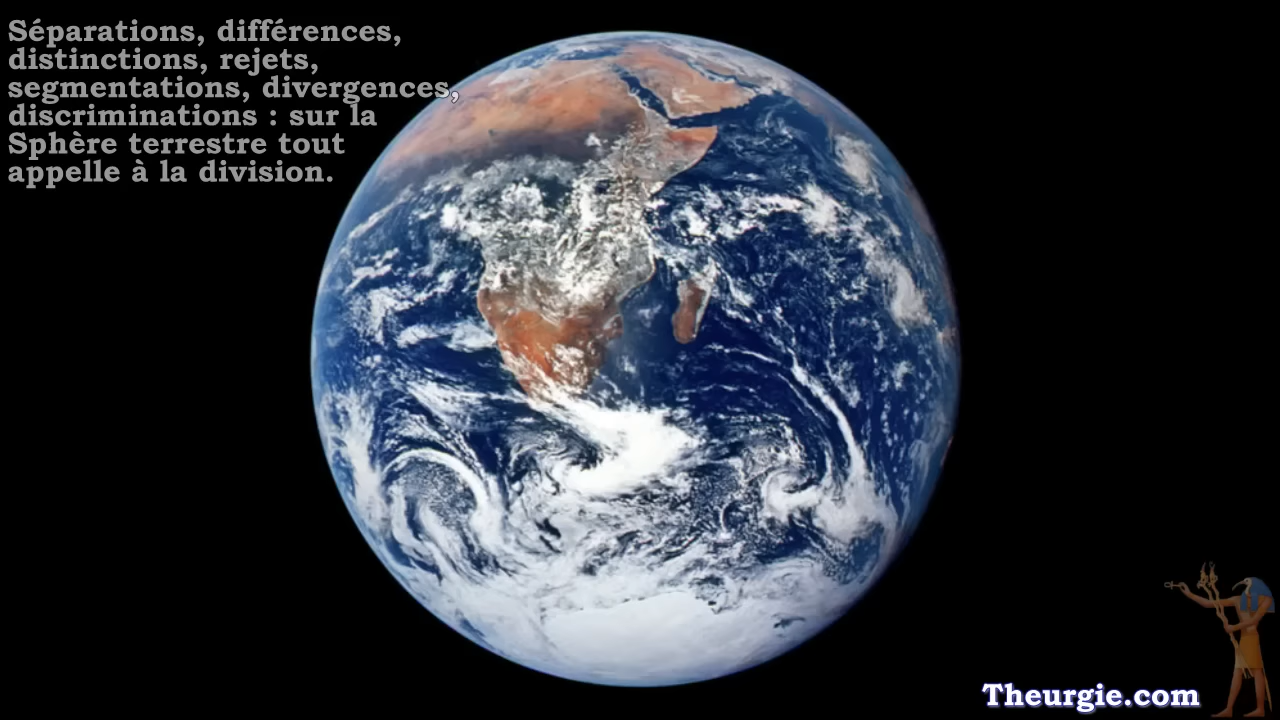 Séparations, différences,
distinctions, rejets,
segmentations, divergences,
discriminations : sur la
Sphère terrestre tout
appelle à la division.
Theurgie.com